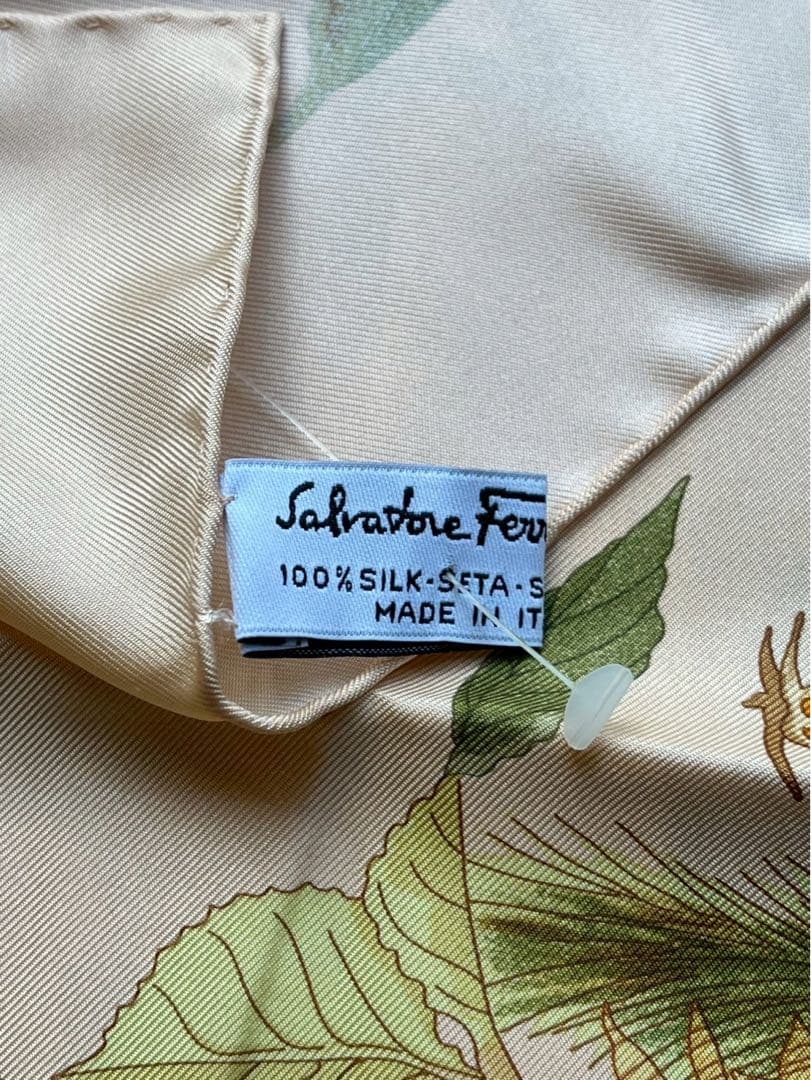 Salvatore Ferr
100% SILK-SETA-S
MADE IN IT